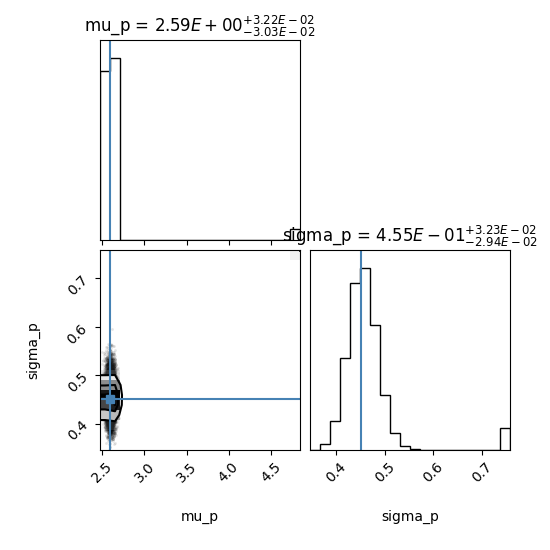 mu_p = 2.59E + 00+3.22E − 02 −3.03E − 02
sigma_p = 4.55E − 01+3.23E − 02 −2.94E − 02
sigma_p
0.7
0.6
0.5
0.4
2.5 3.0 3.5 4.0 4.5
0.4 0.5 0.6 0.7
mu_p
sigma_p